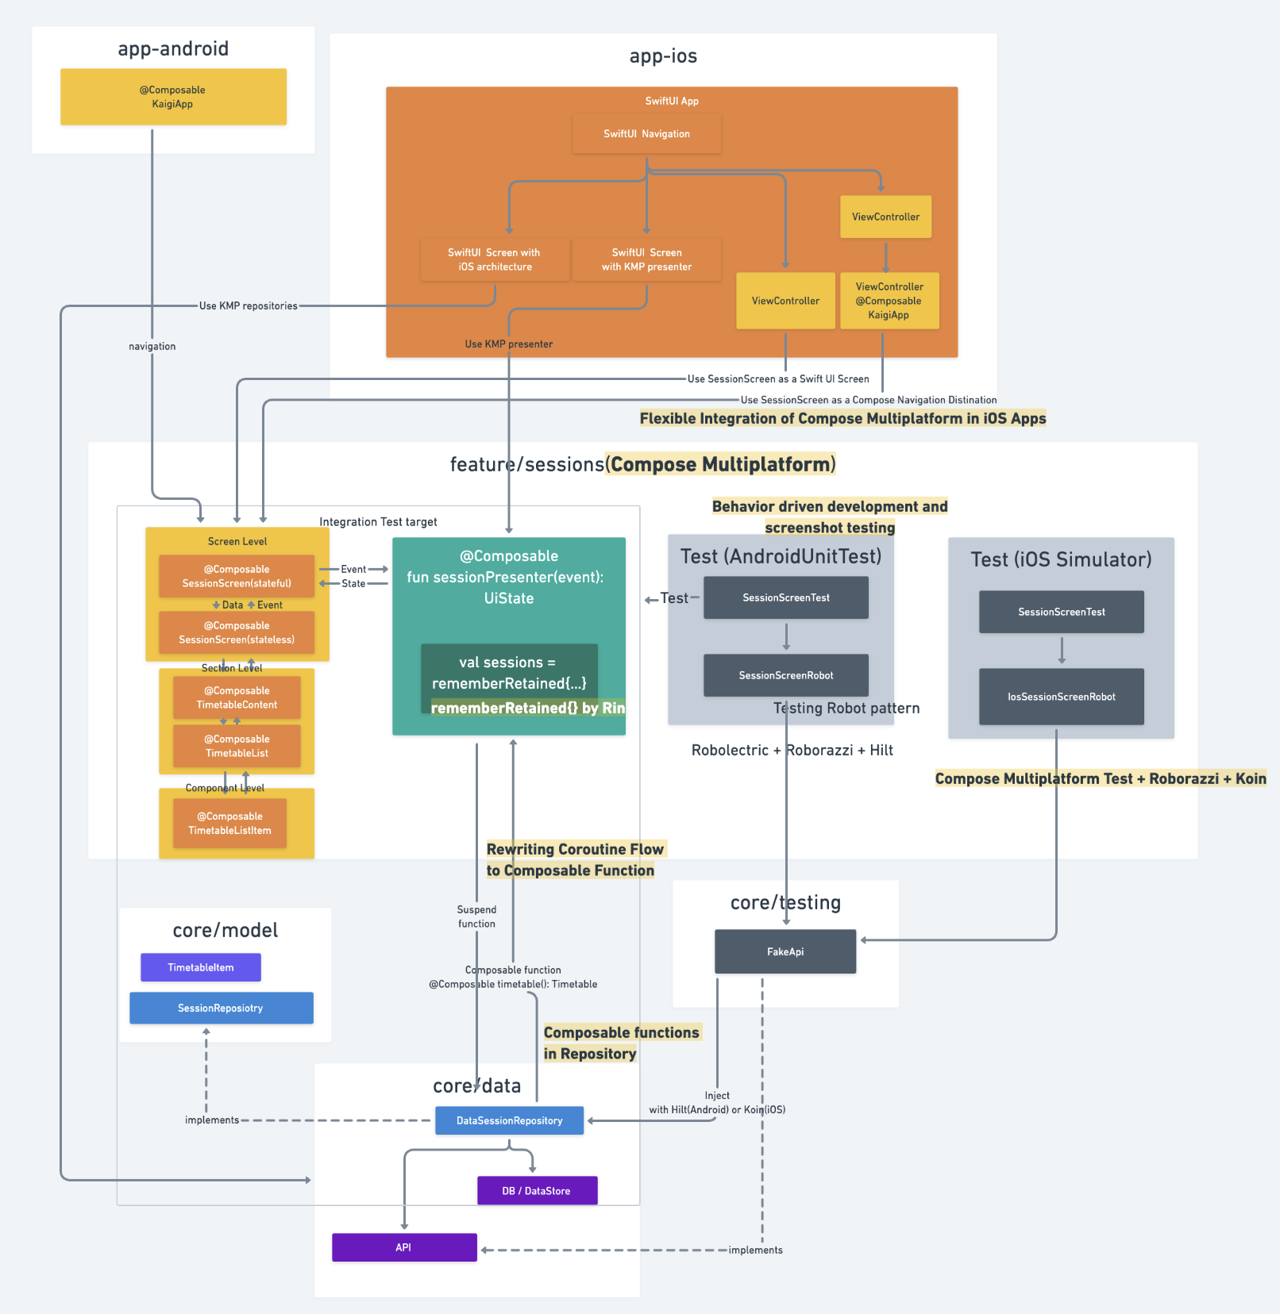 app-android
@Composable
KaigiApp
app-ios
SwiftUI App
SwiftUI Navigation
ViewController
SwiftUI Screen with
iOS architecture
SwiftUI Screen
with KMP presenter
ViewController
ViewController
@Composable
KaigiApp
Use KMP repositories
navigation
Use KMP presenter
Use SessionScreen as a Swift UI Screen
Use SessionScreen as a Compose Navigation Distination
Flexible Integration of Compose Multiplatform in iOS Apps
feature/sessions(Compose Multiplatform)
Integration Test target
Screen Level
@Composable
SessionScreen(stateful)
Data
Event
@Composable
SessionScreen(stateless)
Event
State
Section Level
@Composable
TimetableContent
@Composable
TimetableList
Component Level
@Composable
TimetableListItem
@Composable
fun sessionPresenter(event):
UiState
val sessions =
rememberRetained{...}
rememberRetained{} by Rin
Behavior driven development and
screenshot testing
Test (AndroidUnitTest)
Test
SessionScreenTest
SessionScreenRobot
Testing Robot pattern
Robolectric + Roborazzi + Hilt
Test (iOS Simulator)
SessionScreenTest
IosSessionScreenRobot
Compose Multiplatform Test + Roborazzi + Koin
Rewriting Coroutine Flow
to Composable Function
Suspend
function
Composable function
@Composable timetable(): Timetable
Composable functions
in Repository
core/model
TimetableItem
SessionReposiotry
implements
core/testing
FakeApi
Inject
with Hilt(Android) or Koin(iOS)
core/data
DataSessionRepository
DB / DataStore
API
implements